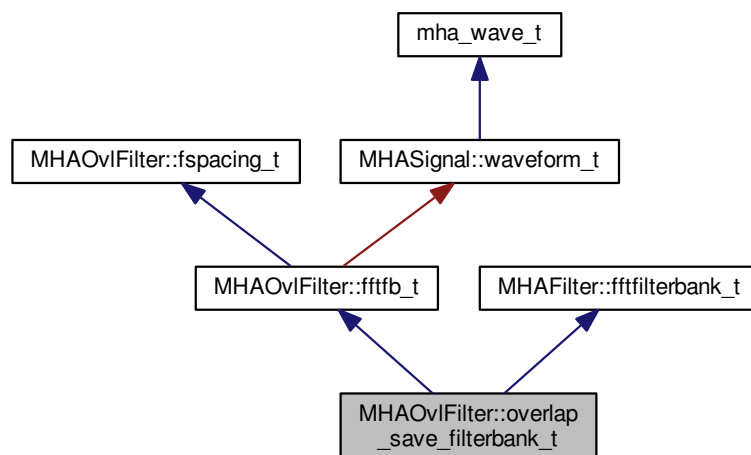 mha_wave_t
MHAOvlFilter::fspacing_t
MHASignal::waveform_t
MHAOvlFilter::fftfb_t
MHAFilter::fftfilterbank_t
MHAOvlFilter::overlap
_save_filterbank_t